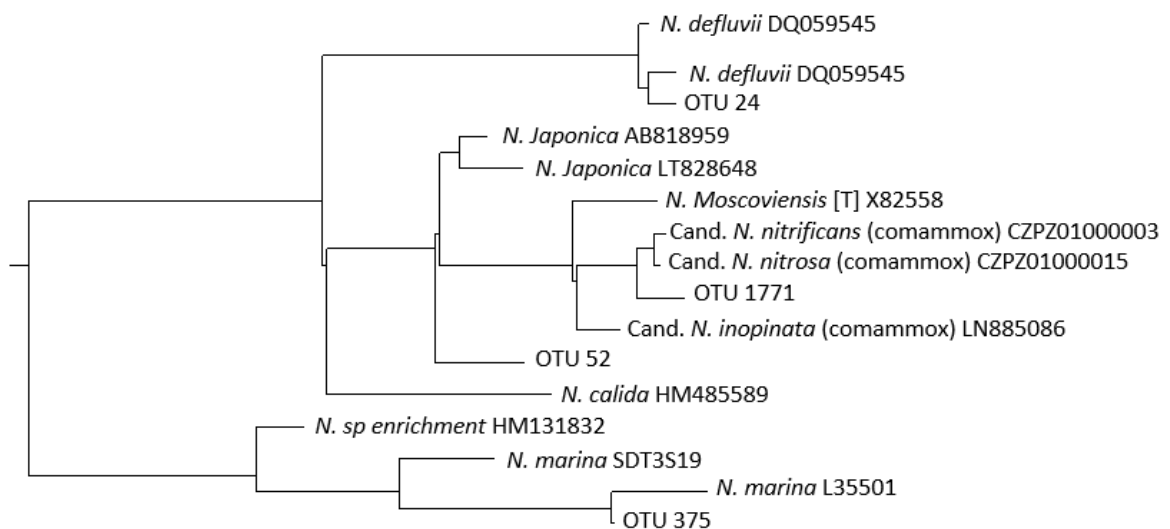 N. defluvii DQ059545
N. defluvii DQ059545
OTU 24
N. Japonica AB818959
N. Japonica LT828648
N. Moscoviensis [T] X82558
Cand. N. nitrificans (comammox) CZPZ01000003
Cand. N. nitrosa (comammox) CZPZ01000015
OTU 1771
Cand. N. inopinata (comammox) LN885086
OTU 52
N. calida HM485589
N. sp enrichment HM131832
N. marina SDT3S19
N. marina L35501
OTU 375